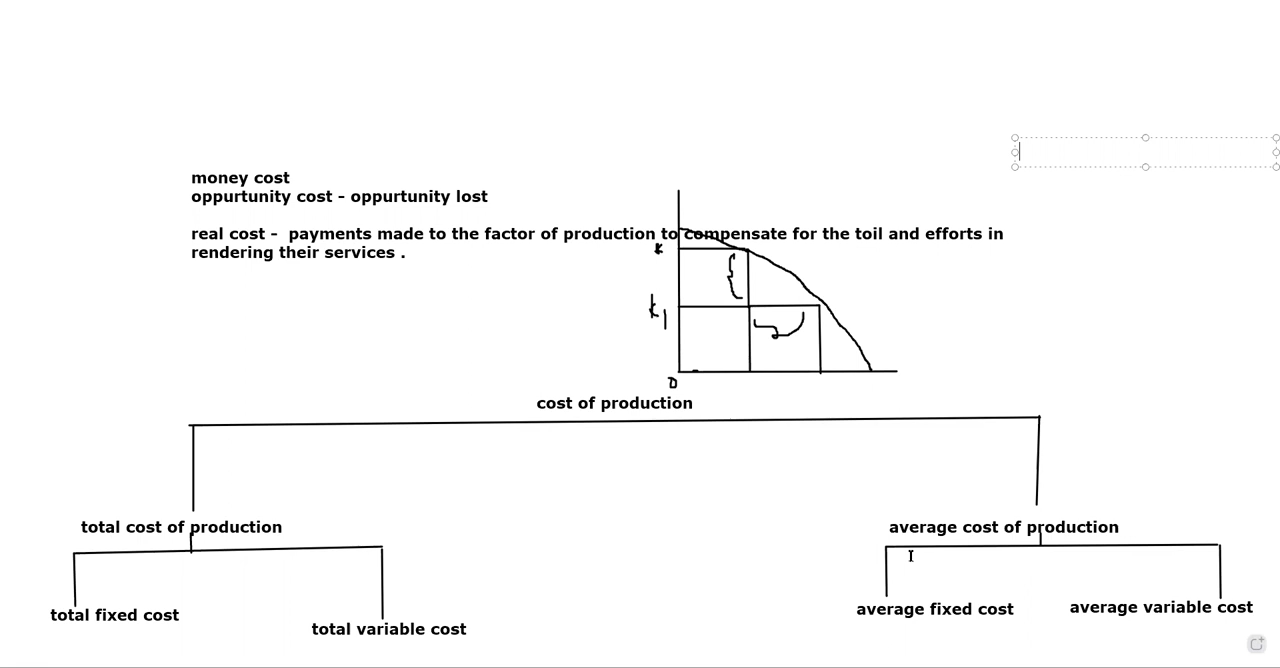 money cost
oppurtunity cost - oppurtunity lost
real cost -  payments made to the factor of production to compensate for the toil and efforts in
rendering their services .
k
k1
0
cost of production
total cost of production
average cost of production
total fixed cost
total variable cost
average fixed cost
average variable cost